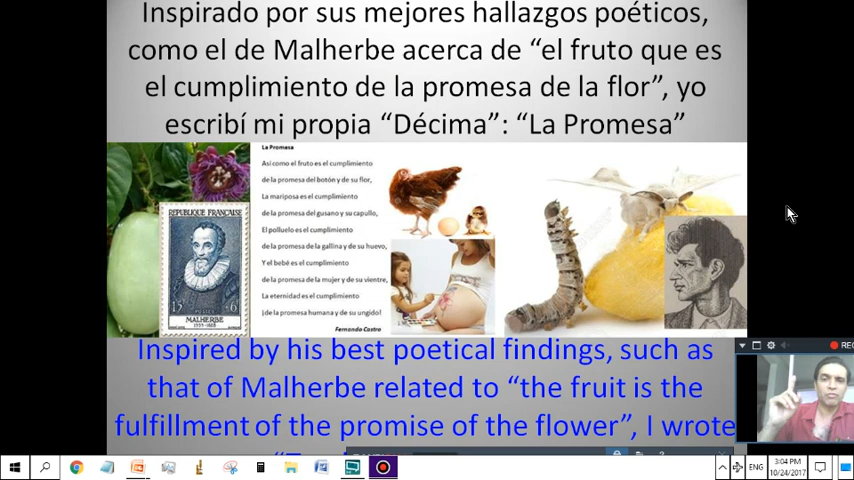 Inspirado por sus mejores hallazgos poéticos,
como el de Malherbe acerca de “el fruto que es
el cumplimiento de la promesa de la flor”, yo
escribí mi propia “Décima”: “La Promesa”
La Promesa
Así como el fruto es el cumplimiento
de la promesa del botón y de su flor,
La mariposa es el cumplimiento
de la promesa del gusano y su capullo,
El polluelo es el cumplimiento
de la promesa de la gallina y de su huevo,
Y el bebé es el cumplimiento
de la promesa de la mujer y de su vientre,
La eternidad es el cumplimiento
¡de la promesa humana y de su ungido!
Fernando Castro
REPUBLIQUE FRANÇAISE
15
+6
MALHERBE
1555-1628
Inspired by his best poetical findings, such as
that of Malherbe related to “the fruit is the
fulfillment of the promise of the flower”, I wrote
REC
ENG
3:04 PM
10/24/2017